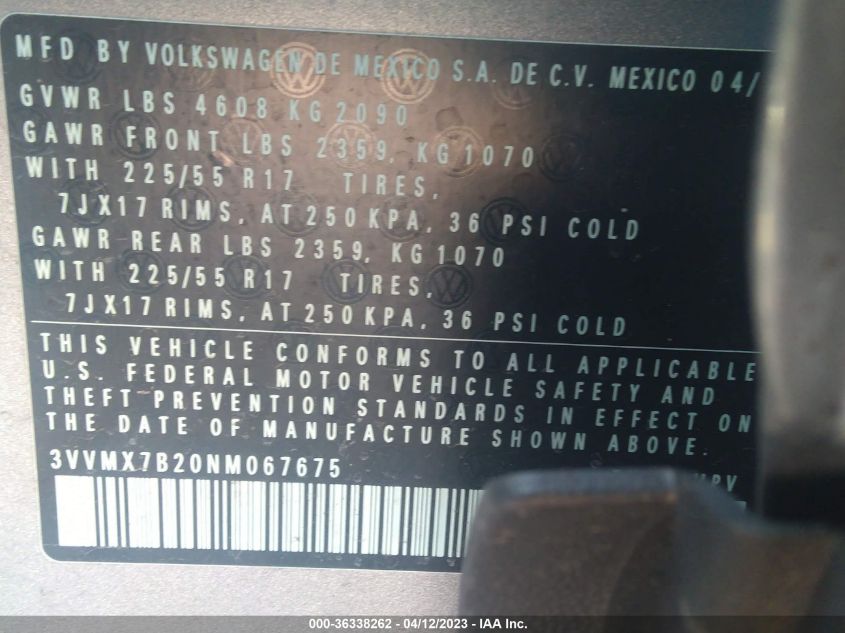 MFD BY VOLKSWAGEN DE MEXICO S.A. DE C.V. MEXICO 04/
GVWR LBS 4608 KG 2090
GAWR FRONT LBS 2359, KG 1070
WITH 225/55 R17 TIRES,
7JX17 RIMS, AT 250 KPA, 36 PSI COLD
GAWR REAR LBS 2359, KG 1070
WITH 225/55 R17 TIRES,
7JX17 RIMS, AT 250 KPA, 36 PSI COLD
THIS VEHICLE CONFORMS TO ALL APPLICABLE
U.S. FEDERAL MOTOR VEHICLE SAFETY AND
THEFT PREVENTION STANDARDS IN EFFECT ON
THE DATE OF MANUFACTURE SHOWN ABOVE.
3VVMX7B20NM067675
000-36338262 - 04/12/2023 - IAA Inc.